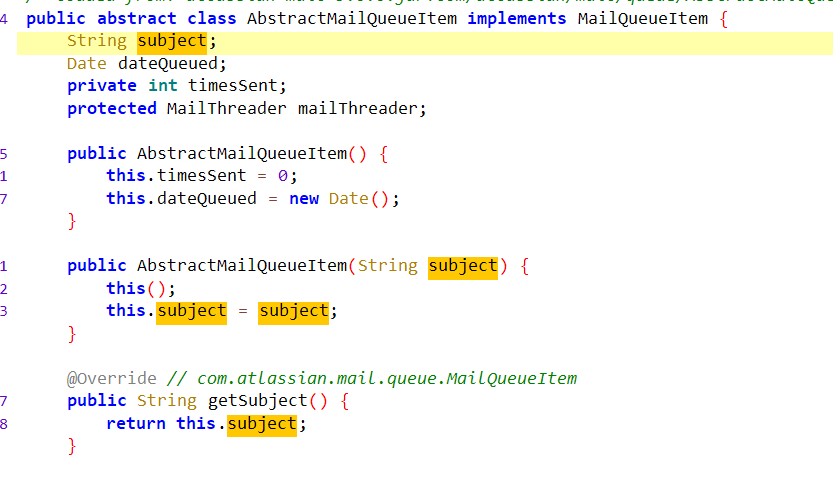 4 public abstract class AbstractMailQueueItem implements MailQueueItem {
String subject;
Date dateQueued;
private int timesSent;
protected MailThreader mailThreader;
5 public AbstractMailQueueItem() {
1 this.timesSent = 0;
7 this.dateQueued = new Date();
}
1 public AbstractMailQueueItem(String subject) {
2 this();
3 this.subject = subject;
}
@Override // com.atlassian.mail.queue.MailQueueItem
7 public String getSubject() {
8 return this.subject;
}